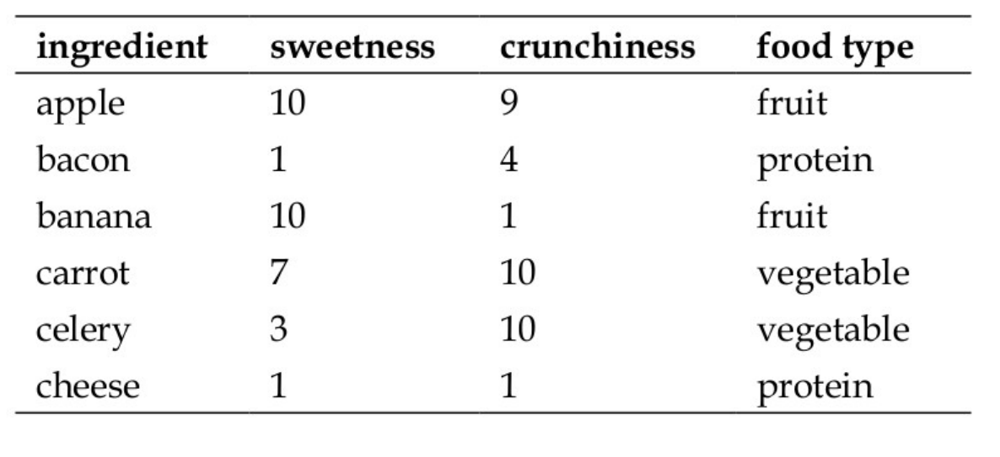 ingredient sweetness crunchiness food type
apple 10 9 fruit
bacon 1 4 protein
banana 10 1 fruit
carrot 7 10 vegetable
celery 3 10 vegetable
cheese 1 1 protein